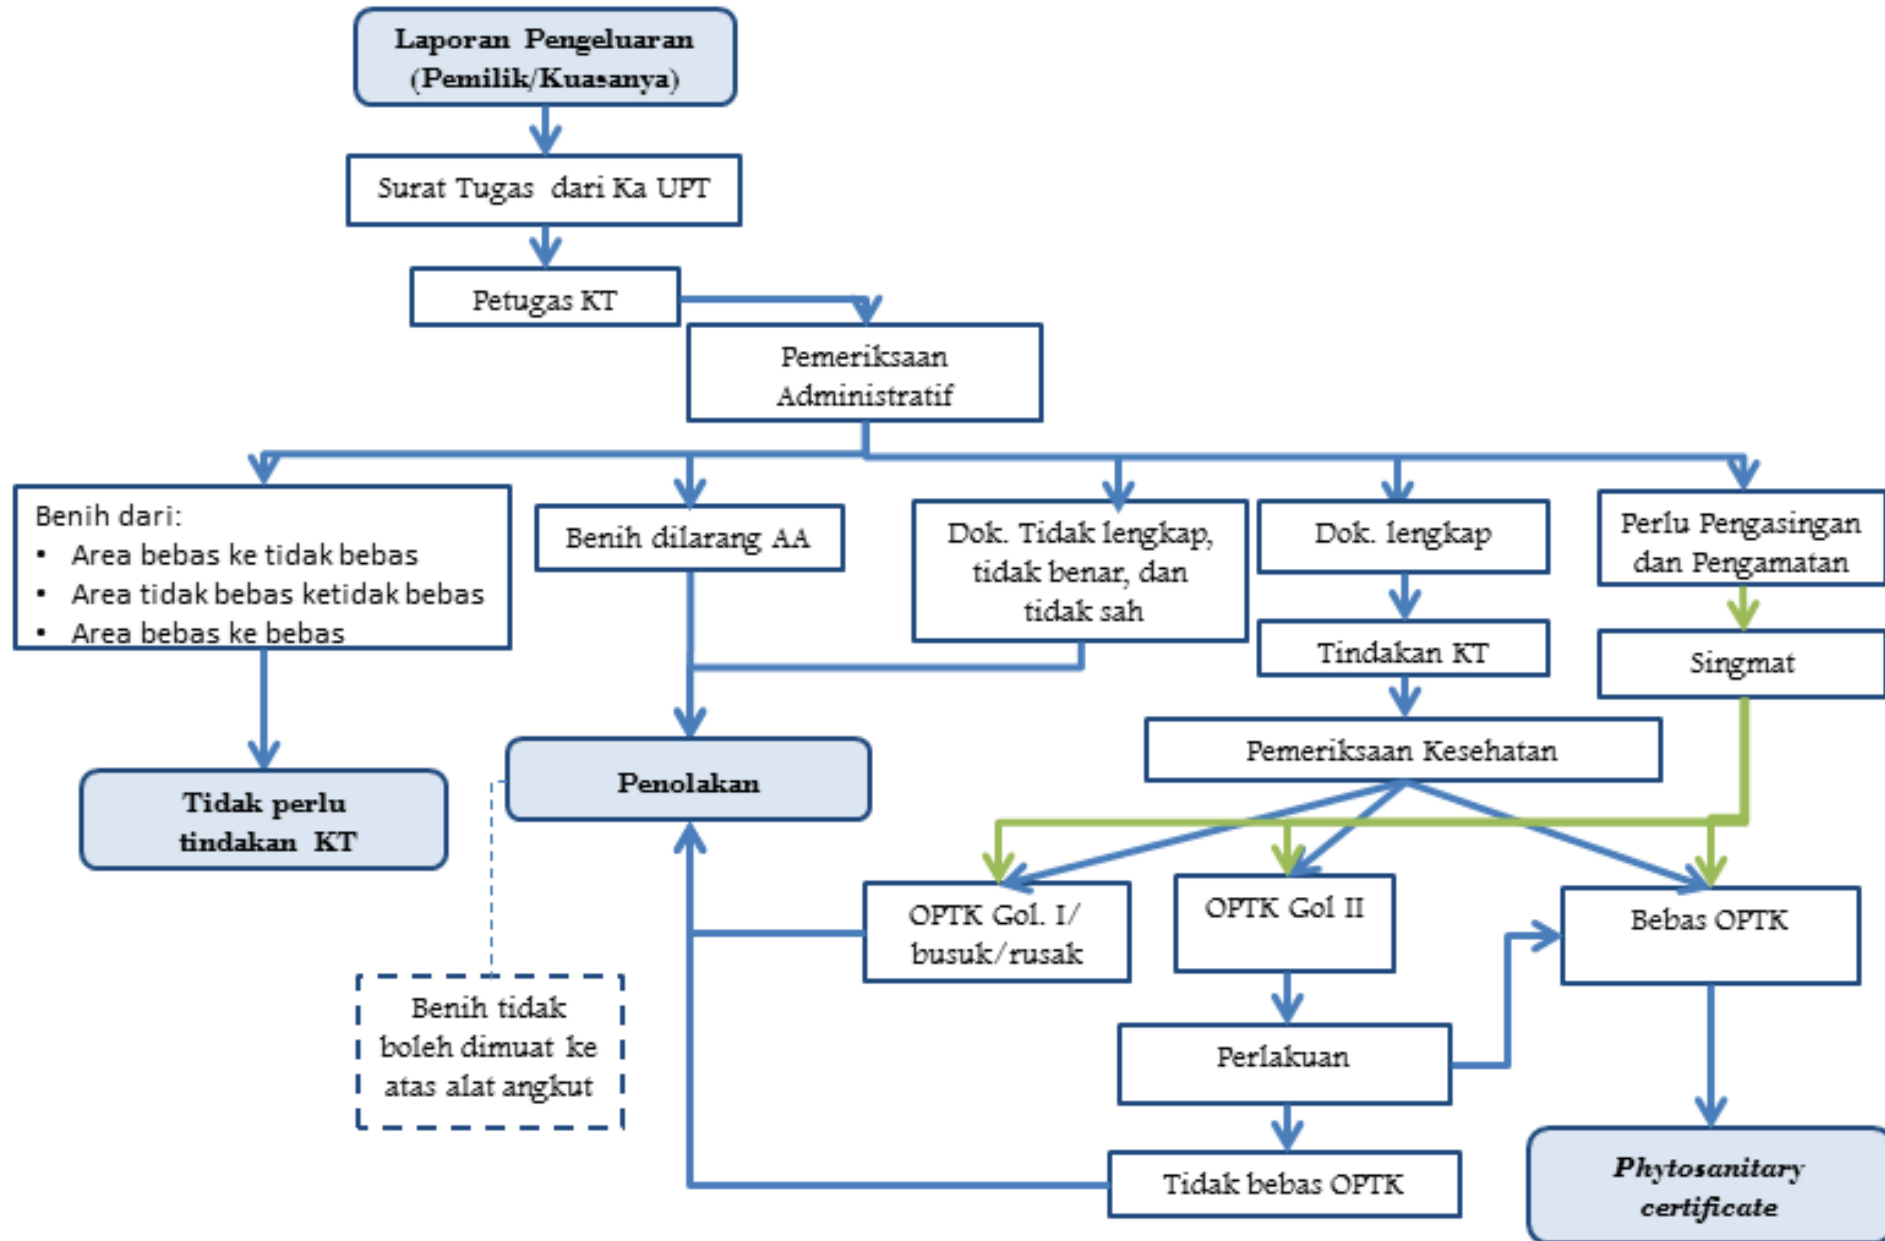 Laporan Pengeluaran
(Pemilik/Kuasanya)
Surat Tugas dari Ka UPT
Petugas KT
Pemeriksaan
Administratif
Benih dari:
• Area bebas ke tidak bebas
• Area tidak bebas ketidak bebas
• Area bebas ke bebas
Benih dilarang AA
Dok. Tidak lengkap,
tidak benar, dan
tidak sah
Dok. lengkap
Perlu Pengasingan
dan Pengamatan
Tindakan KT
Singmat
Pemeriksaan Kesehatan
Tidak perlu
tindakan KT
Penolakan
OPTK Gol. I/
busuk/rusak
OPTK Gol II
Bebas OPTK
Benih tidak
boleh dimuat ke
atas alat angkut
Perlakuan
Tidak bebas OPTK
Phytosanitary
certificate